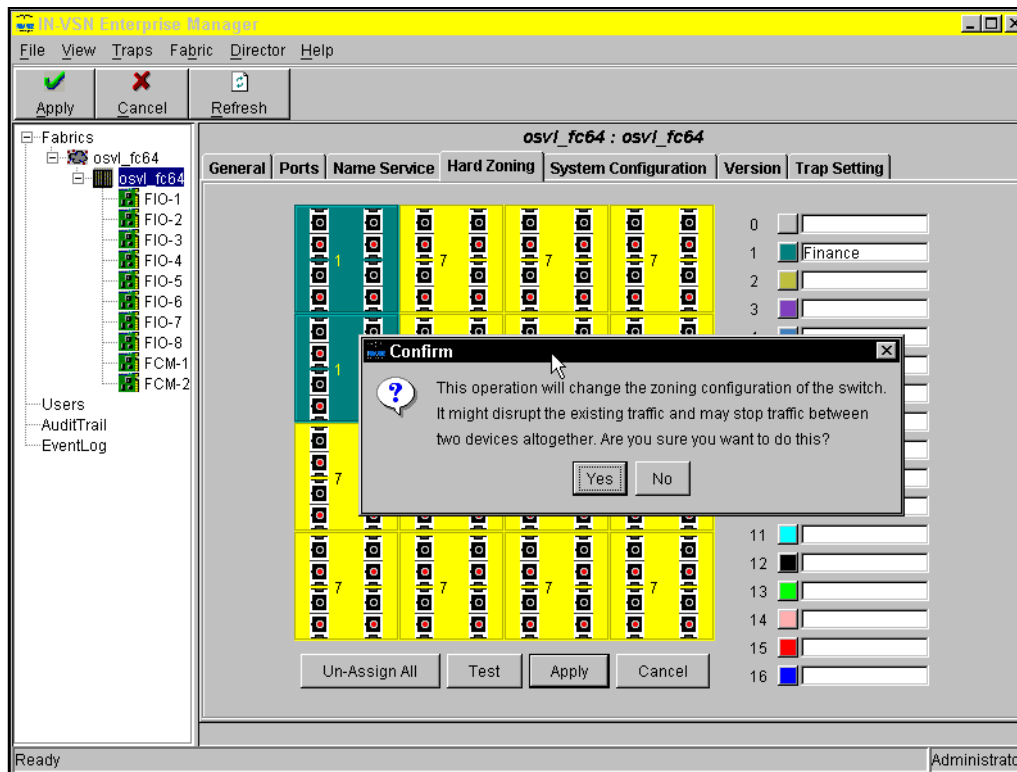 IN-VSN Enterprise Manager
File View Traps Fabric Director Help
Apply Cancel Refresh
Fabrics
osvl_fc64
osvl_fc64
FIO-1
FIO-2
FIO-3
FIO-4
FIO-5
FIO-6
FIO-7
FIO-8
FCM-1
FCM-2
Users
AuditTrail
EventLog
osvl_fc64 : osvl_fc64
General Ports Name Service Hard Zoning System Configuration Version Trap Setting
1 7 7 7
1
7
7 7 7 7
0
1 Finance
2
3
11
12
13
14
15
16
Confirm
This operation will change the zoning configuration of the switch.
It might disrupt the existing traffic and may stop traffic between
two devices altogether. Are you sure you want to do this?
Yes No
Un-Assign All Test Apply Cancel
Ready Administrato